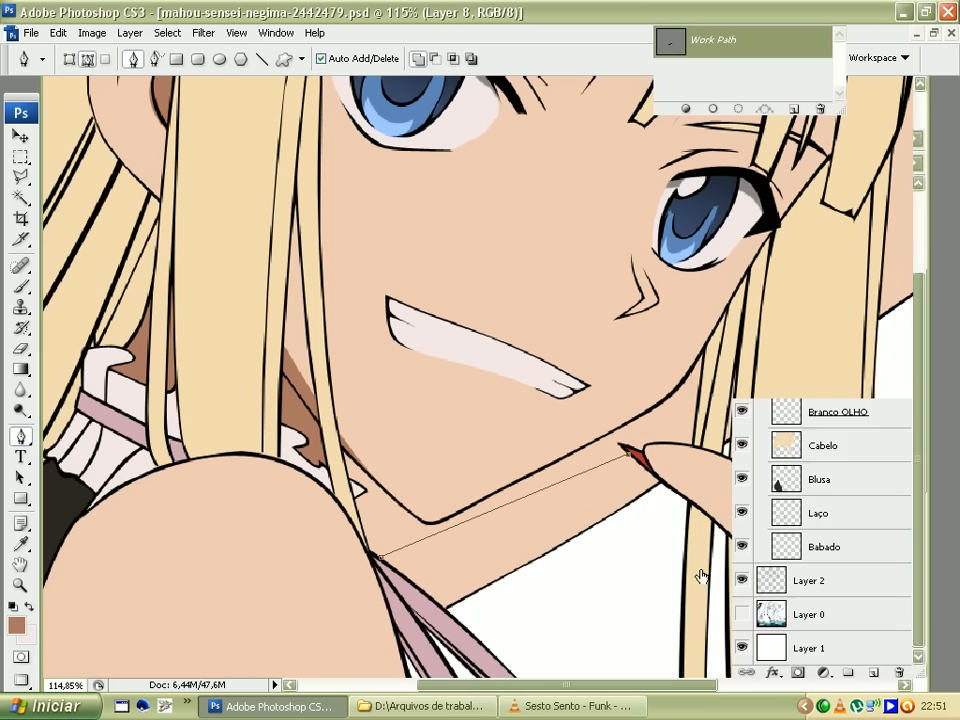 Adobe Photoshop CS3 - [mahou-sensei-negima-2442479.psd @ 115% (Layer 8, RGB/8)]
File Edit Image Layer Select Filter View Window Help
Auto Add/Delete
Workspace
Work Path
Ps
Branco OLHO
Cabelo
Blusa
Laço
Babado
Layer 2
Layer 0
Layer 1
114,85%
Doc: 6,44M/47,6M
Iniciar
Adobe Photoshop CS...
D:\Arquivos de trabal...
Sesto Sento - Funk - ...
22:51